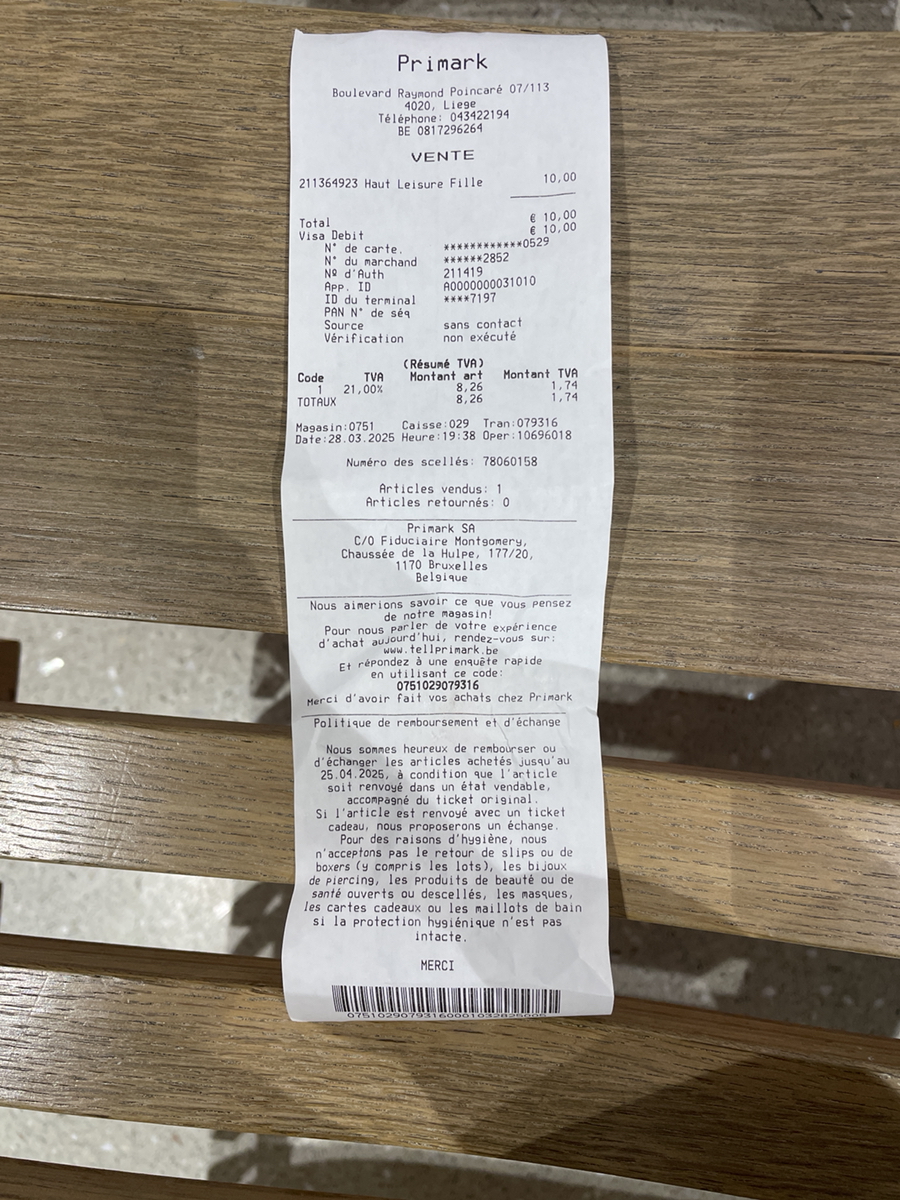 Primark
Boulevard Raymond Poincaré 07/113
4020, Liege
Téléphone: 043422194
BE 0817296264
VENTE
211364923 Haut Leisure Fille 10,00
Total € 10,00
Visa Debit € 10,00
N° de carte. ************0529
N° du marchand ******2852
Nº d'Auth 211419
App. ID A0000000031010
ID du terminal ****7197
PAN N° de séq
Source sans contact
Vérification non exécuté
(Résumé TVA)
Code TVA Montant art Montant TVA
1 21,00% 8,26 1,74
TOTAUX 8,26 1,74
Magasin:0751 Caisse:029 Tran:079316
Date:28.03.2025 Heure:19:38 Oper:10696018
Numéro des scellés: 78060158
Articles vendus: 1
Articles retournés: 0
Primark SA
C/O Fiduciaire Montgomery,
Chaussée de la Hulpe, 177/20,
1170 Bruxelles
Belgique
Nous aimerions savoir ce que vous pensez
de notre magasin!
Pour nous parler de votre expérience
d'achat aujourd'hui, rendez-vous sur:
www.tellprimark.be
Et répondez à une enquête rapide
en utilisant ce code:
0751029079316
Merci d'avoir fait vos achats chez Primark
Politique de remboursement et d'échange
Nous sommes heureux de rembourser ou
d'échanger les articles achetés jusqu'au
25.04.2025, à condition que l'article
soit renvoyé dans un état vendable,
accompagné du ticket original.
Si l'article est renvoyé avec un ticket
cadeau, nous proposerons un échange.
Pour des raisons d'hygiène, nous
n'acceptons pas le retour de slips ou de
boxers (y compris les lots), les bijoux
de piercing, les produits de beauté ou de
santé ouverts ou descellés, les masques,
les cartes cadeaux ou les maillots de bain
si la protection hygiénique n'est pas
intacte.
MERCI